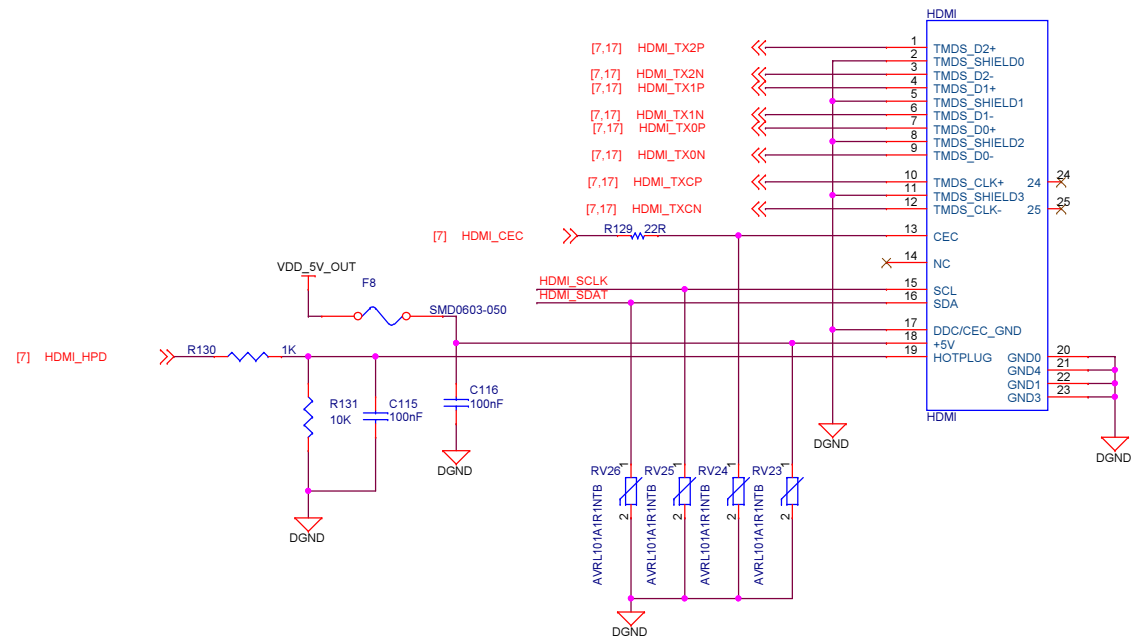 HDMI
[7,17] HDMI_TX2P 1 TMDS_D2+
2 TMDS_SHIELD0
[7,17] HDMI_TX2N 3 TMDS_D2-
[7,17] HDMI_TX1P 4 TMDS_D1+
5 TMDS_SHIELD1
[7,17] HDMI_TX1N 6 TMDS_D1-
[7,17] HDMI_TX0P 7 TMDS_D0+
8 TMDS_SHIELD2
[7,17] HDMI_TX0N 9 TMDS_D0-
[7,17] HDMI_TXCP 10 TMDS_CLK+ 24 24
11 TMDS_SHIELD3
[7,17] HDMI_TXCN 12 TMDS_CLK- 25 25
[7] HDMI_CEC R129 22R 13 CEC
14 NC
VDD_5V_OUT
F8
HDMI_SCLK 15 SCL
HDMI_SDAT 16 SDA
SMD0603-050
17 DDC/CEC_GND
18 +5V
[7] HDMI_HPD R130 1K 19 HOTPLUG GND0 20
GND4 21
GND1 22
GND3 23
R131
10K
C115
100nF
C116
100nF
HDMI
DGND
DGND
DGND
RV26 1 RV25 1 RV24 1 RV23 1
AVRL101A1R1NTB
AVRL101A1R1NTB
AVRL101A1R1NTB
AVRL101A1R1NTB
2 2 2 2
DGND
DGND